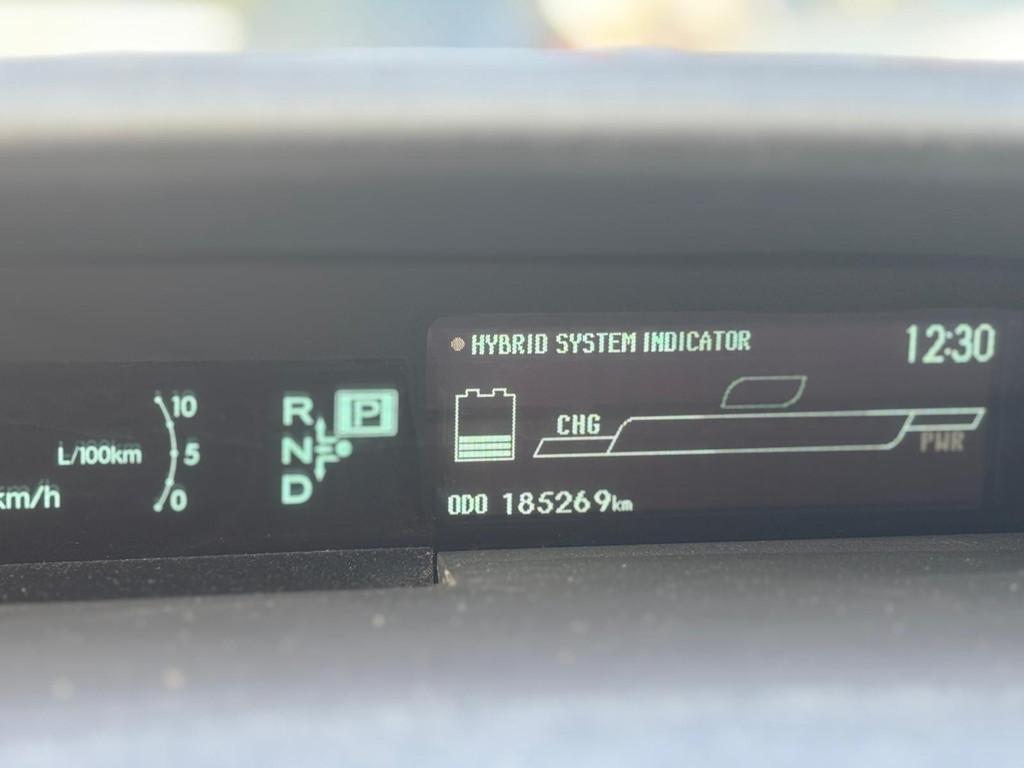 HYBRID SYSTEM INDICATOR 12:30
CHG
PWR
ODO 185269km
10
5
0
L/100km
km/h
R
N
D
P